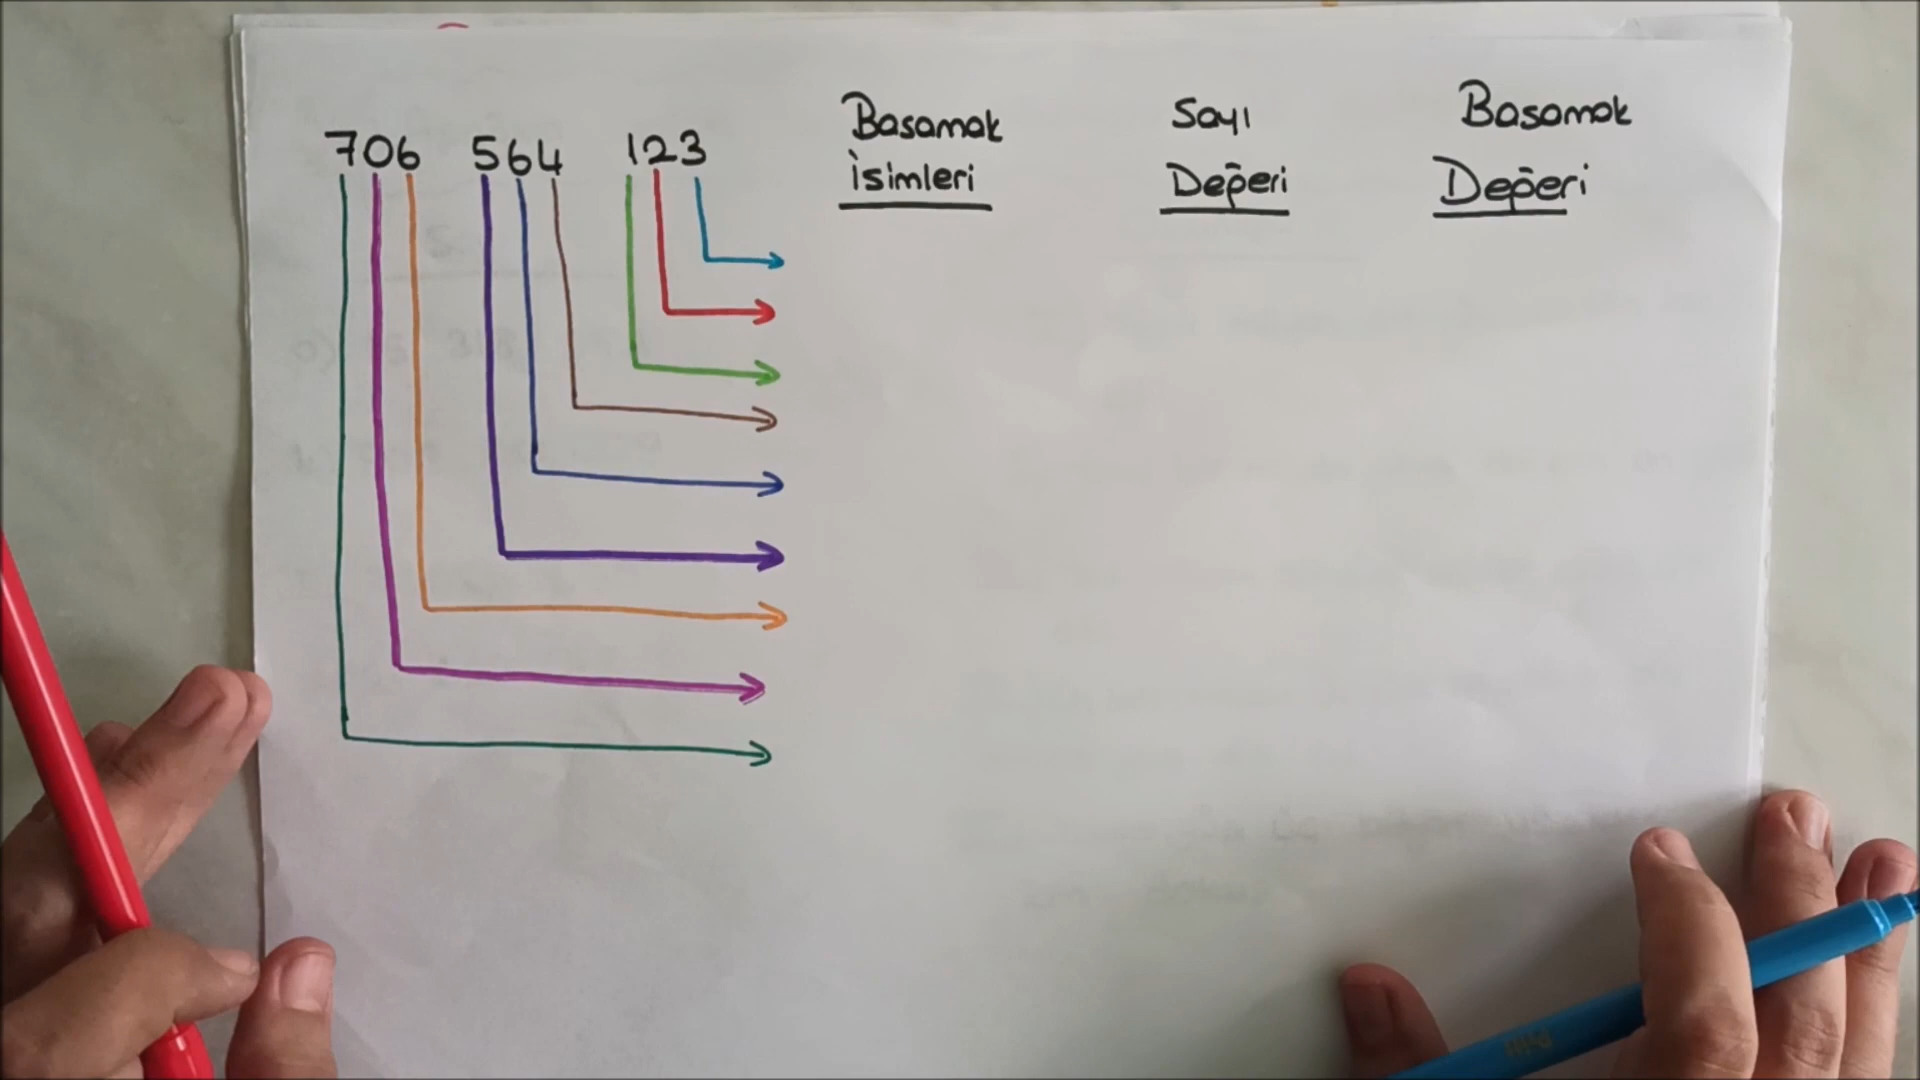 706 564 123
Basamak
İsimleri
Sayı
Değeri
Basamak
Değeri